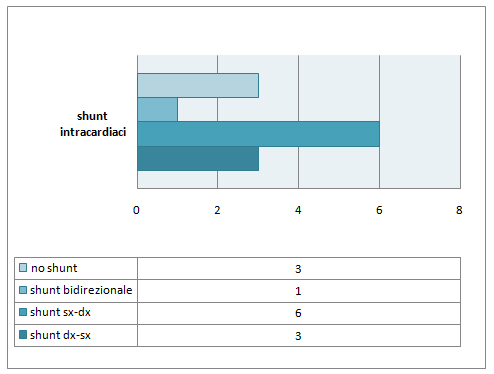 shunt
intracardiaci
0 2 4 6 8
no shunt 3
shunt bidirezionale 1
shunt sx-dx 6
shunt dx-sx 3